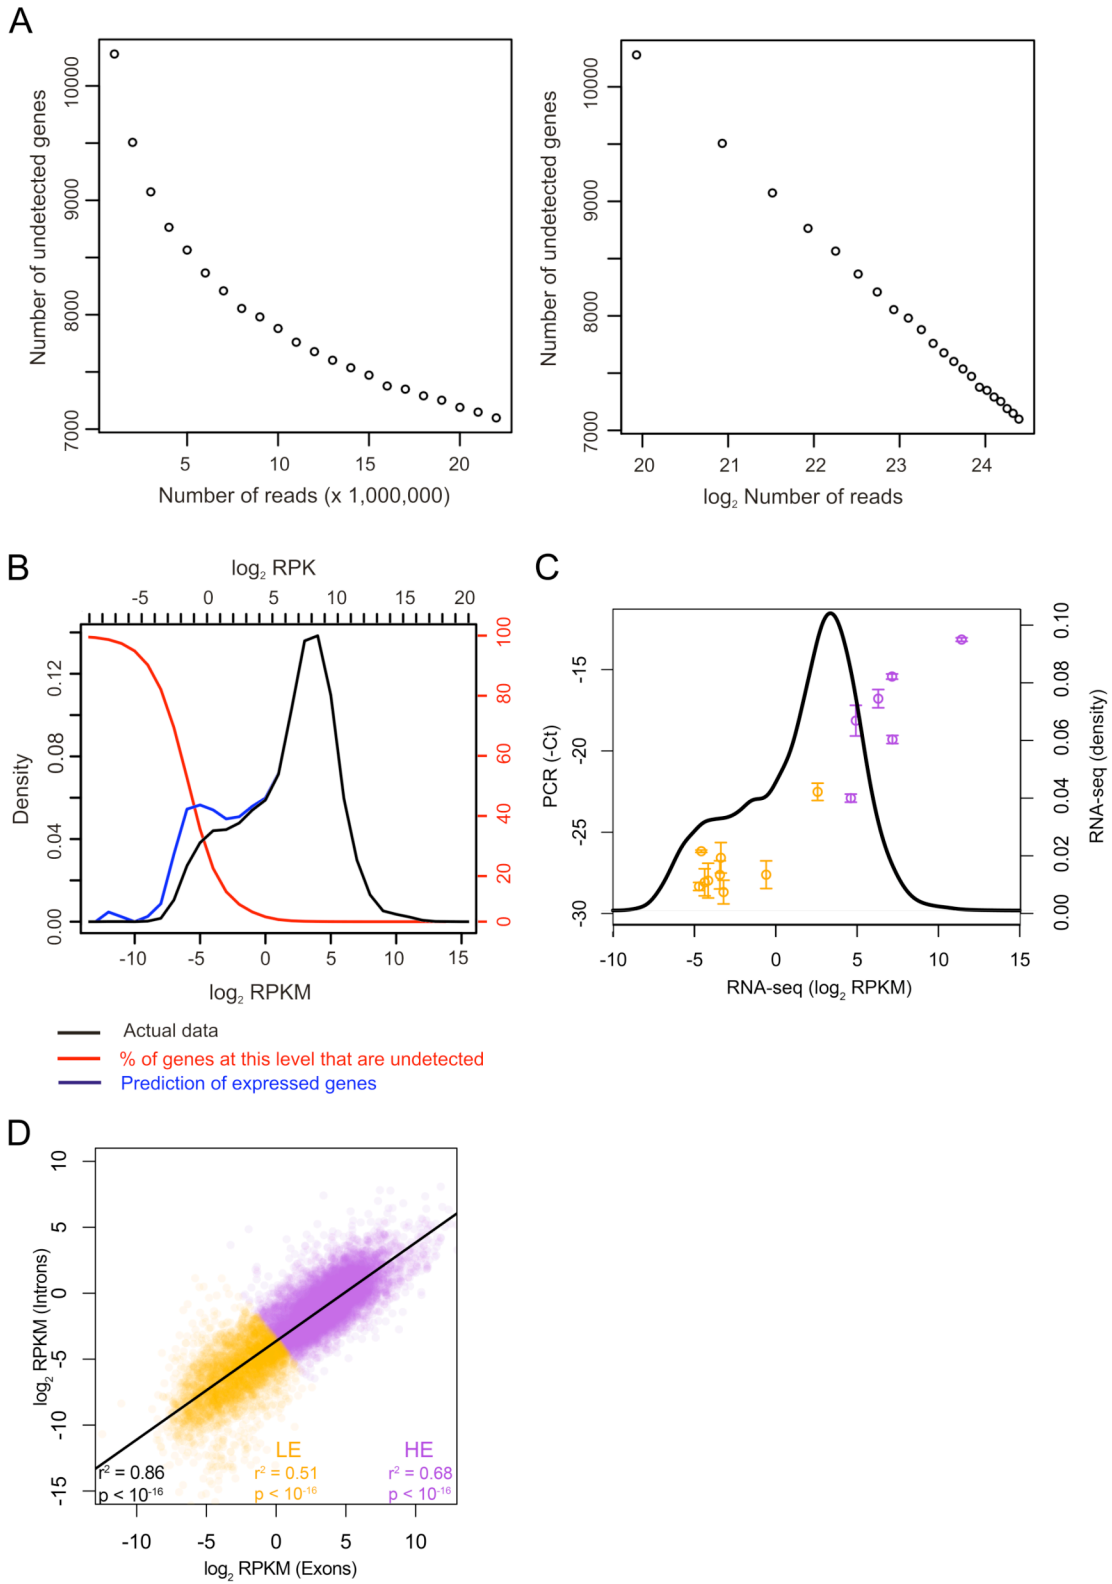 A
Number of undetected genes
10000
9000
8000
7000
5
10
15
20
Number of reads (x 1,000,000)
Number of undetected genes
10000
9000
8000
7000
20
21
22
23
24
log2 Number of reads
B
log2 RPK
-5
0
5
10
15
20
Density
0.12
0.08
0.04
0.00
100
80
60
40
20
0
-10
-5
0
5
10
15
log2 RPKM
Actual data
% of genes at this level that are undetected
Prediction of expressed genes
C
PCR (-Ct)
-15
-20
-25
-30
0.10
0.08
0.06
0.04
0.02
0.00
RNA-seq (density)
-10
-5
0
5
10
15
RNA-seq (log2 RPKM)
D
log2 RPKM (Introns)
10
5
0
-5
-10
-15
r2 = 0.86
p < 10-16
LE
r2 = 0.51
p < 10-16
HE
r2 = 0.68
p < 10-16
-10
-5
0
5
10
log2 RPKM (Exons)